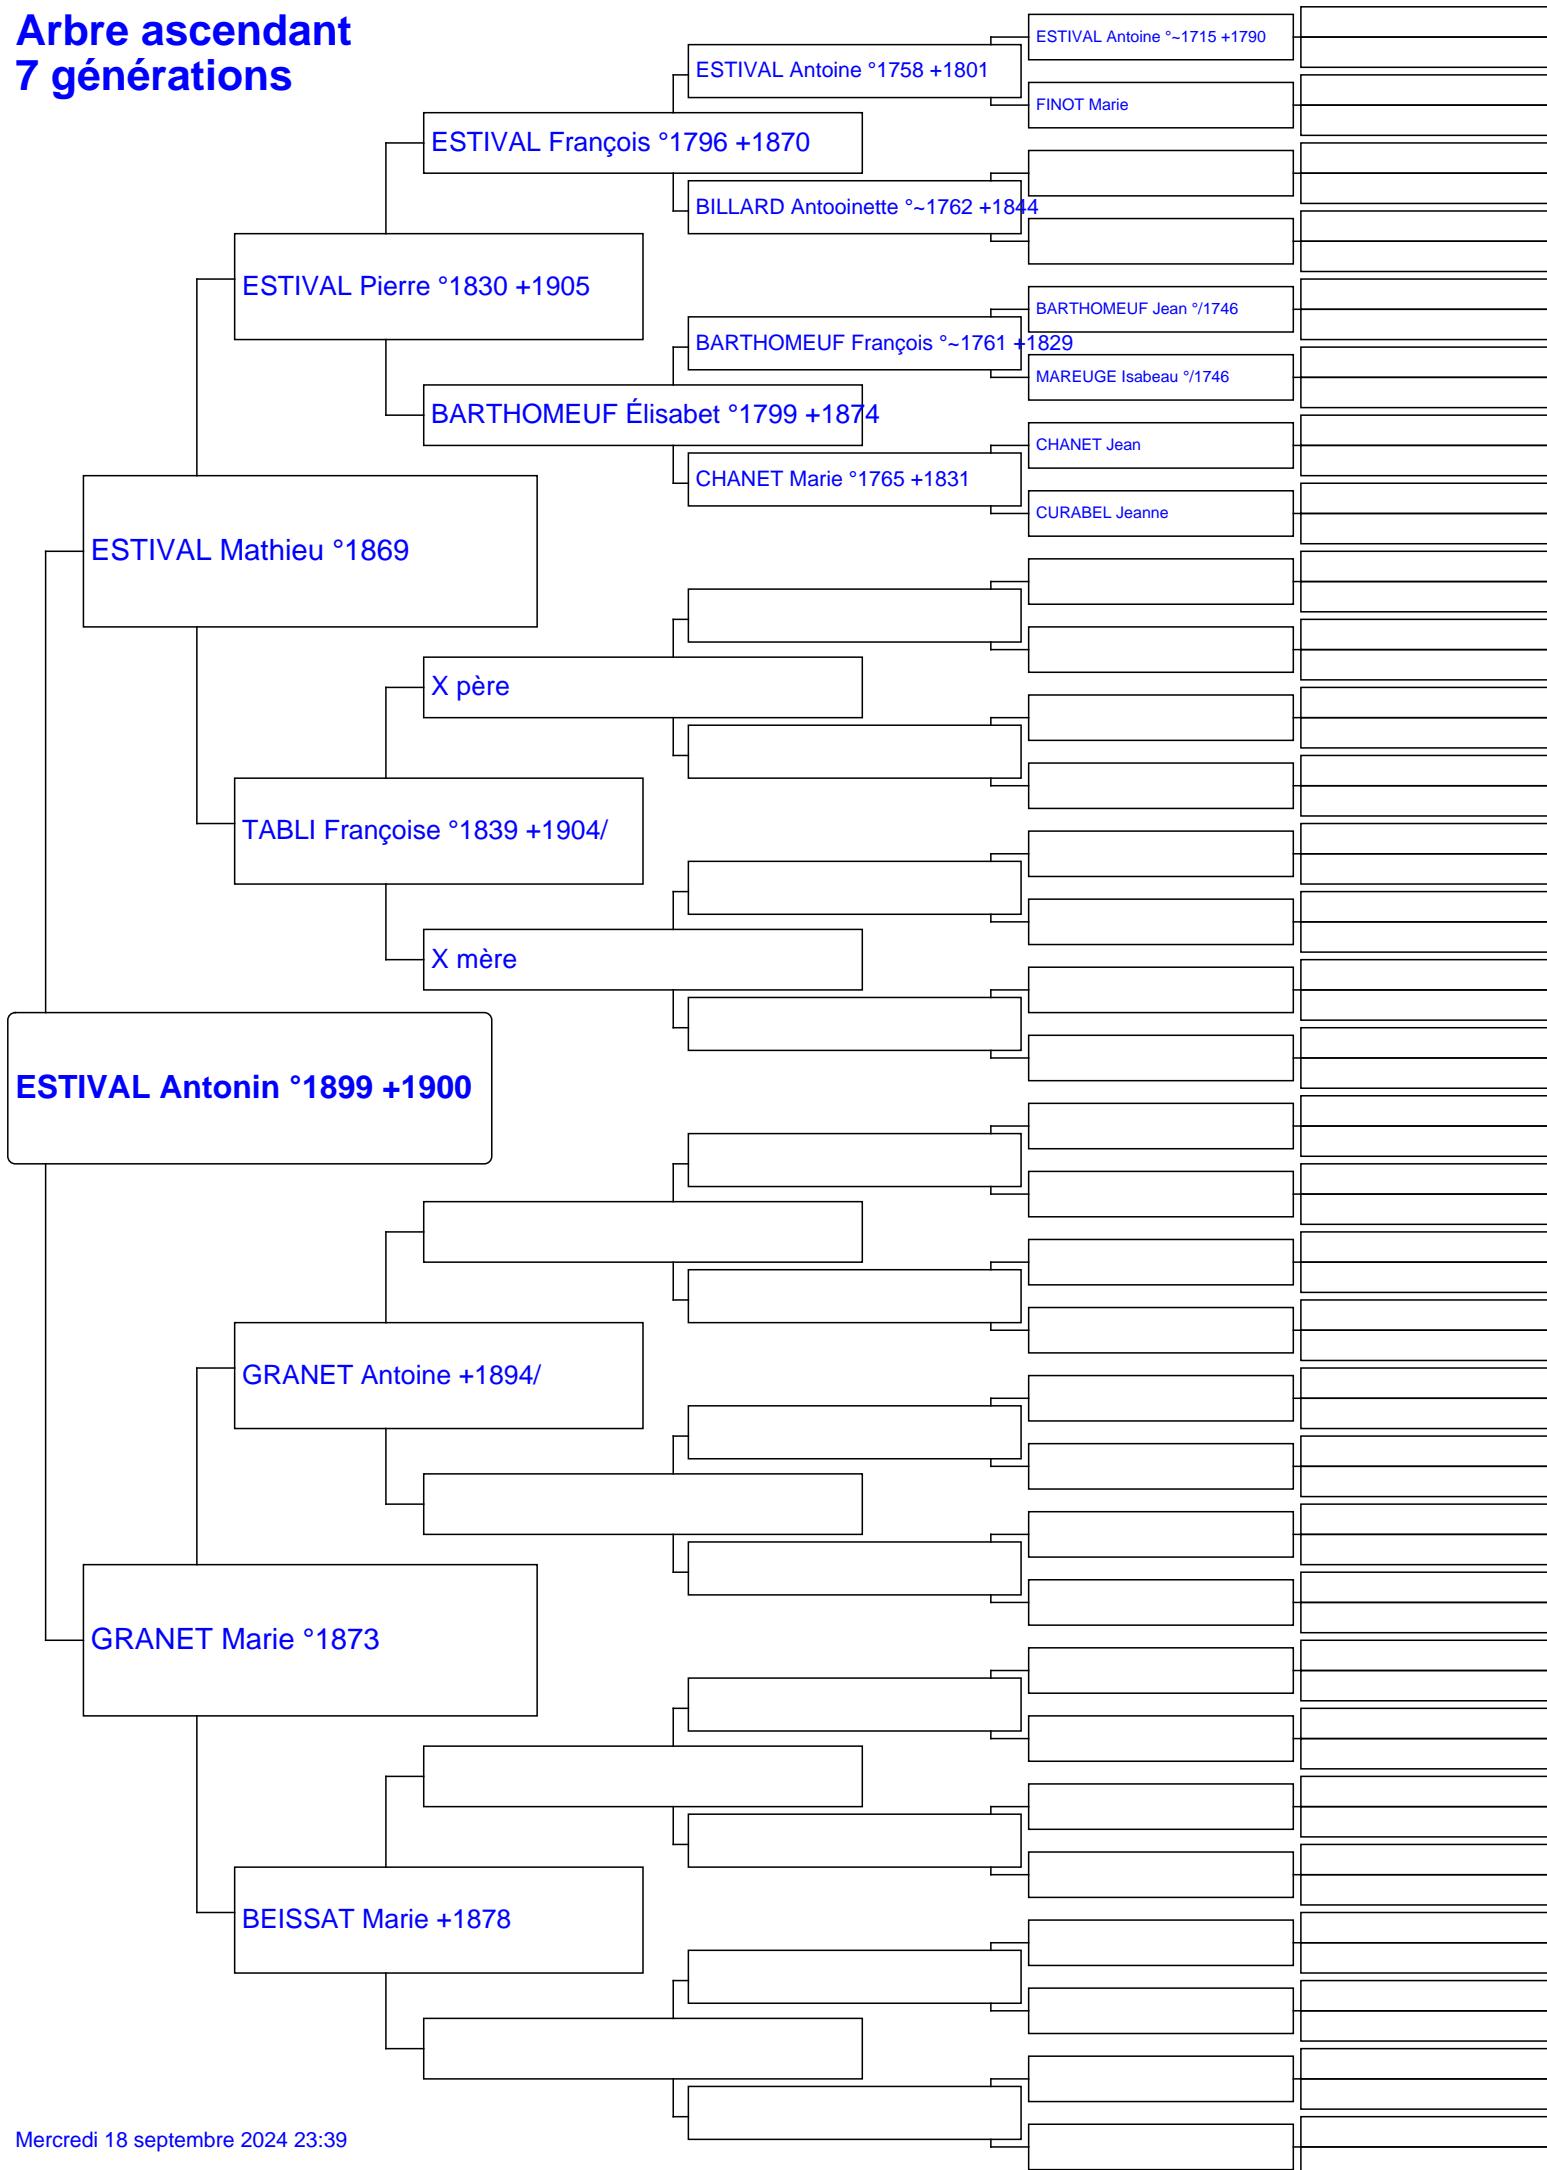 Arbre ascendant
7 générations
ESTIVAL Antoine °~1715 +1790
ESTIVAL Antoine °1758 +1801
FINOT Marie
ESTIVAL François °1796 +1870
BILLARD Antooinette °~1762 +1844
ESTIVAL Pierre °1830 +1905
BARTHOMEUF Jean °/1746
BARTHOMEUF François °~1761 +1829
MAREUGE Isabeau °/1746
BARTHOMEUF Élisabet °1799 +1874
CHANET Jean
CHANET Marie °1765 +1831
CURABEL Jeanne
ESTIVAL Mathieu °1869
X père
TABLI Françoise °1839 +1904/
X mère
ESTIVAL Antonin °1899 +1900
GRANET Antoine +1894/
GRANET Marie °1873
BEISSAT Marie +1878
Mercredi 18 septembre 2024 23:39